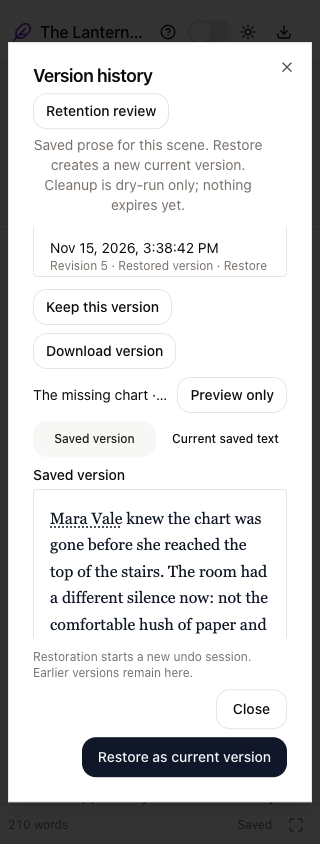 The Lantern...
Version history
Retention review
Saved prose for this scene. Restore
creates a new current version.
Cleanup is dry-run only; nothing
expires yet.
Nov 15, 2026, 3:38:42 PM
Revision 5 · Restored version · Restore
Keep this version
Download version
The missing chart ·...
Preview only
Saved version
Current saved text
Saved version
Mara Vale knew the chart was
gone before she reached the
top of the stairs. The room had
a different silence now: not the
comfortable hush of paper and
Restoration starts a new undo session.
Earlier versions remain here.
Close
Restore as current version
210 words
Saved